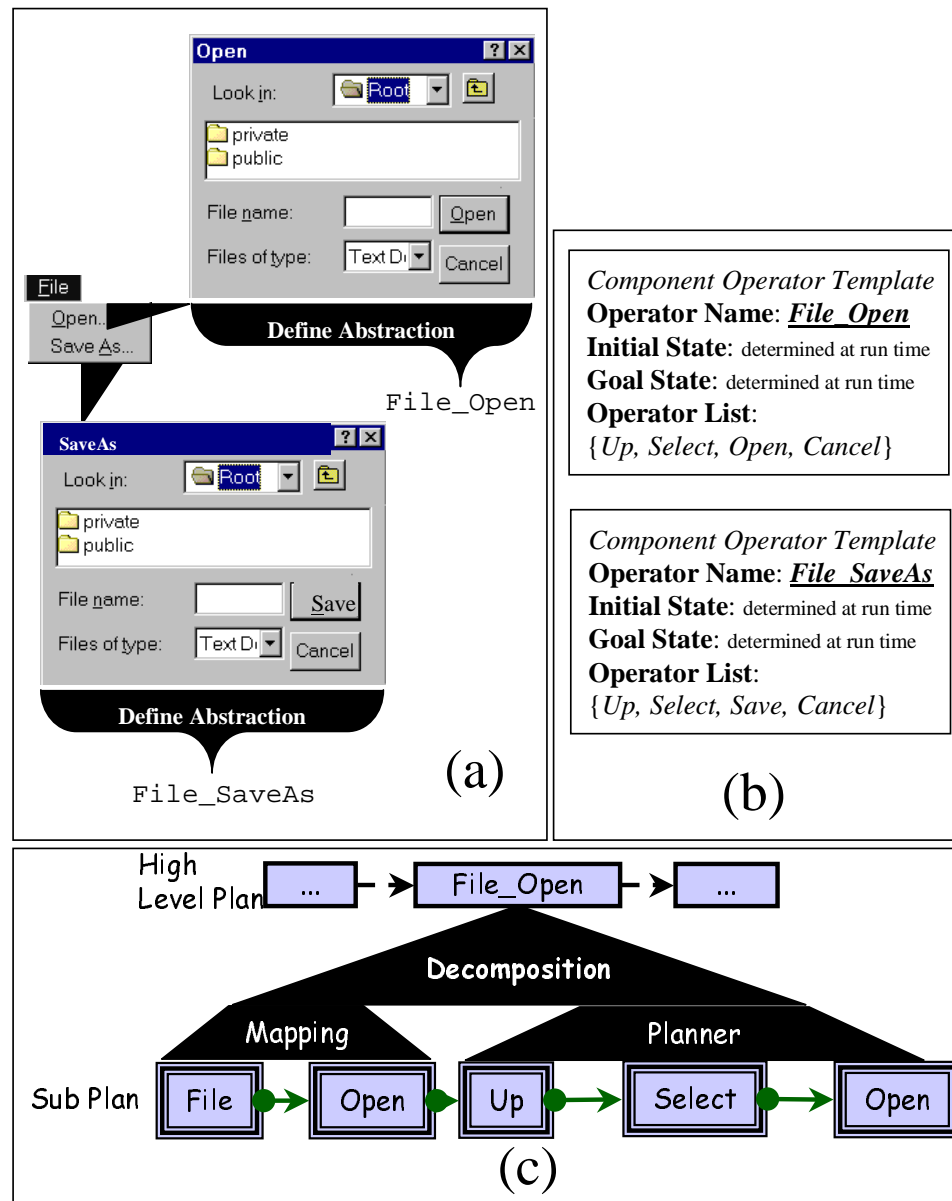 Open
Look in:
Root
private
public
File name:
Open
Files of type:
Text D
Cancel
File
Open...
Save As...
Define Abstraction
File_Open
SaveAs
Look in:
Root
private
public
File name:
Save
Files of type:
Text D
Cancel
Define Abstraction
File_SaveAs
(a)
Component Operator Template
Operator Name: File_Open
Initial State: determined at run time
Goal State: determined at run time
Operator List:
{Up, Select, Open, Cancel}
Component Operator Template
Operator Name: File_SaveAs
Initial State: determined at run time
Goal State: determined at run time
Operator List:
{Up, Select, Save, Cancel}
(b)
High
Level Plan
...
File_Open
...
Decomposition
Mapping
Planner
Sub Plan
File
Open
Up
Select
Open
(c)